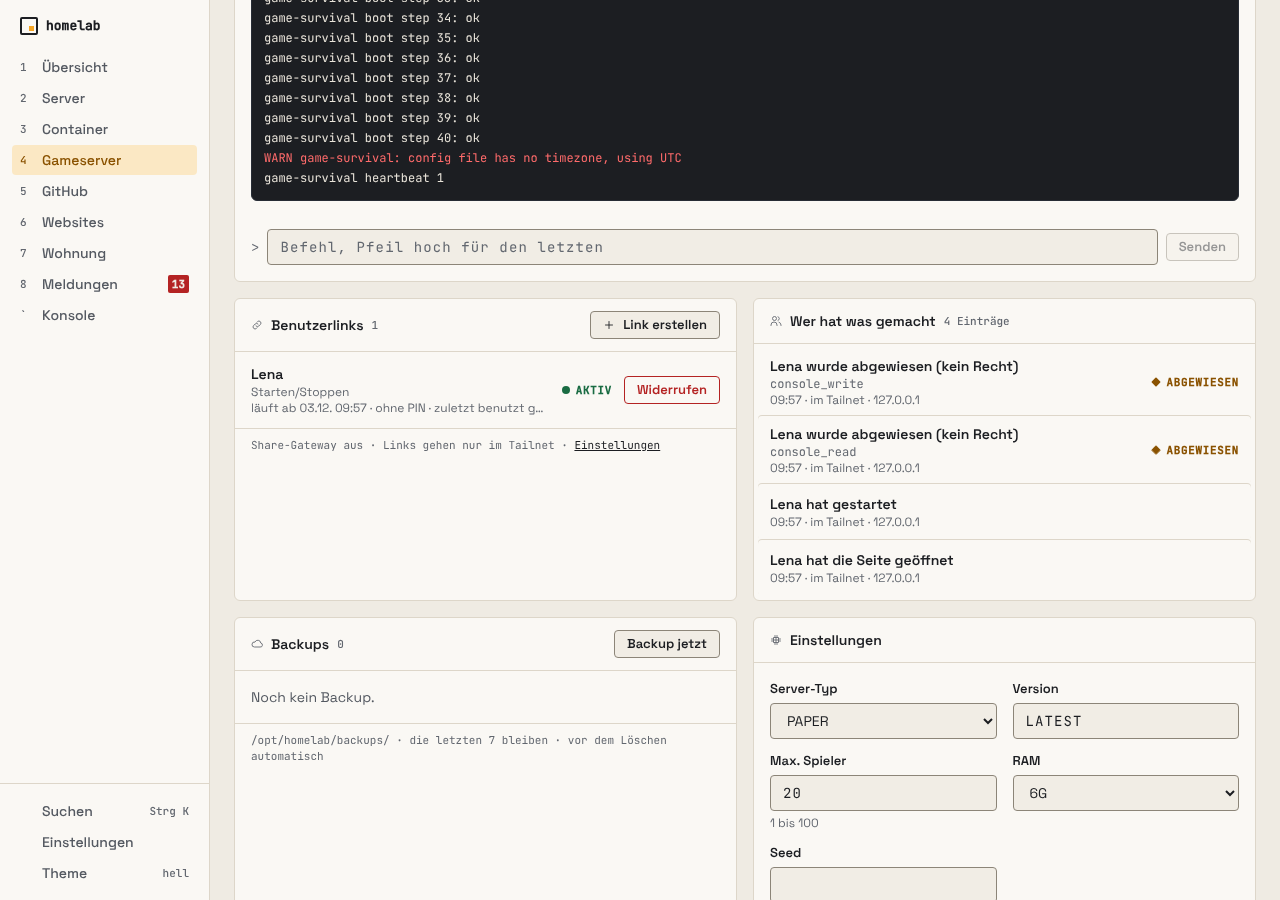 homelab
1 Übersicht
2 Server
3 Container
4 Gameserver
5 GitHub
6 Websites
7 Wohnung
8 Meldungen 13
` Konsole
Suchen Strg K
Einstellungen
Theme hell
game-survival boot step 34: ok
game-survival boot step 35: ok
game-survival boot step 36: ok
game-survival boot step 37: ok
game-survival boot step 38: ok
game-survival boot step 39: ok
game-survival boot step 40: ok
WARN game-survival: config file has no timezone, using UTC
game-survival heartbeat 1
> Befehl, Pfeil hoch für den letzten Senden
Benutzerlinks 1 + Link erstellen
Lena
Starten/Stoppen
läuft ab 03.12. 09:57 · ohne PIN · zuletzt benutzt g…
AKTIV Widerrufen
Share-Gateway aus · Links gehen nur im Tailnet · Einstellungen
Wer hat was gemacht 4 Einträge
Lena wurde abgewiesen (kein Recht)
console_write
09:57 · im Tailnet · 127.0.0.1
ABGEWIESEN
Lena wurde abgewiesen (kein Recht)
console_read
09:57 · im Tailnet · 127.0.0.1
ABGEWIESEN
Lena hat gestartet
09:57 · im Tailnet · 127.0.0.1
Lena hat die Seite geöffnet
09:57 · im Tailnet · 127.0.0.1
Backups 0 Backup jetzt
Noch kein Backup.
/opt/homelab/backups/ · die letzten 7 bleiben · vor dem Löschen
automatisch
Einstellungen
Server-Typ Version
PAPER LATEST
Max. Spieler RAM
20 6G
1 bis 100
Seed